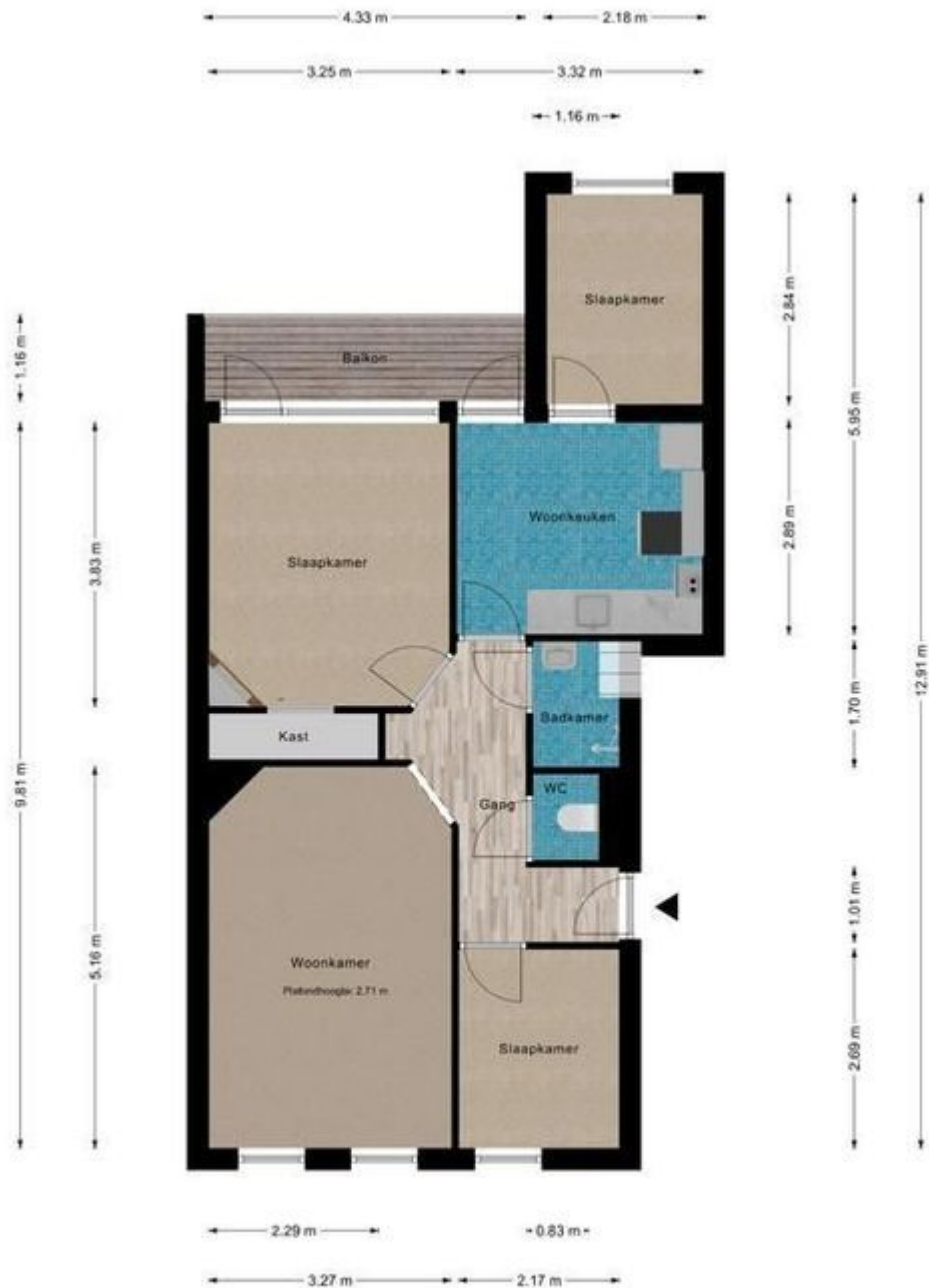 4.33 m
2.18 m
3.25 m
3.32 m
1.16 m
Slaapkamer
2.84 m
5.95 m
12.91 m
1.16 m
Balkon
Woonkeuken
2.89 m
Slaapkamer
3.83 m
9.81 m
Kast
Badkamer
1.70 m
WC
Gang
1.01 m
5.16 m
Woonkamer
Plafondhoogte: 2.71 m
Slaapkamer
2.69 m
2.29 m
0.83 m
3.27 m
2.17 m